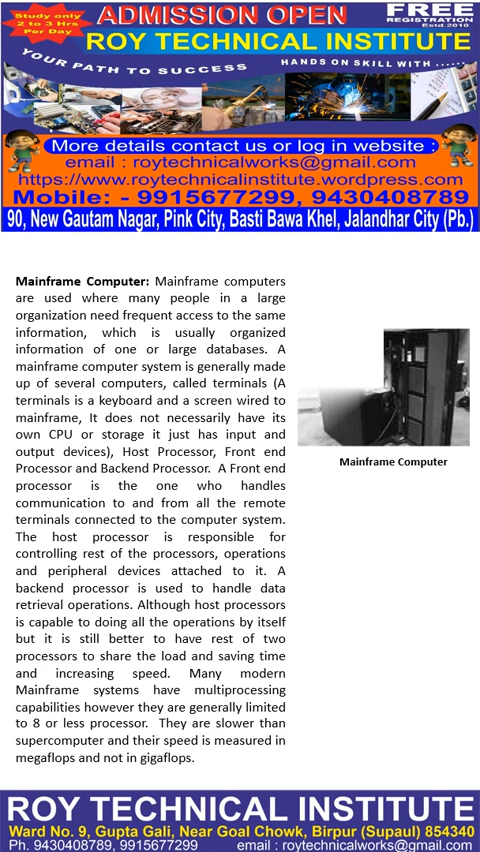 Study only
2 to 3 Hrs
Per Day
ADMISSION OPEN
FREE
REGISTRATION
Estd.2010
ROY TECHNICAL INSTITUTE
YOUR PATH TO SUCCESS
HANDS ON SKILL WITH ......
More details contact us or log in website :
email : roytechnicalworks@gmail.com
https://www.roytechnicalinstitute.wordpress.com
Mobile: - 9915677299, 9430408789
90, New Gautam Nagar, Pink City, Basti Bawa Khel, Jalandhar City (Pb.)
Mainframe Computer: Mainframe computers
are used where many people in a large
organization need frequent access to the same
information, which is usually organized
information of one or large databases. A
mainframe computer system is generally made
up of several computers, called terminals (A
terminals is a keyboard and a screen wired to
mainframe, It does not necessarily have its
own CPU or storage it just has input and
output devices), Host Processor, Front end
Processor and Backend Processor. A Front end
processor is the one who handles
communication to and from all the remote
terminals connected to the computer system.
The host processor is responsible for
controlling rest of the processors, operations
and peripheral devices attached to it. A
backend processor is used to handle data
retrieval operations. Although host processors
is capable to doing all the operations by itself
but it is still better to have rest of two
processors to share the load and saving time
and increasing speed. Many modern
Mainframe systems have multiprocessing
capabilities however they are generally limited
to 8 or less processor. They are slower than
supercomputer and their speed is measured in
megaflops and not in gigaflops.
Mainframe Computer
ROY TECHNICAL INSTITUTE
Ward No. 9, Gupta Gali, Near Goal Chowk, Birpur (Supaul) 854340
Ph. 9430408789, 9915677299 email : roytechnicalworks@gmail.com